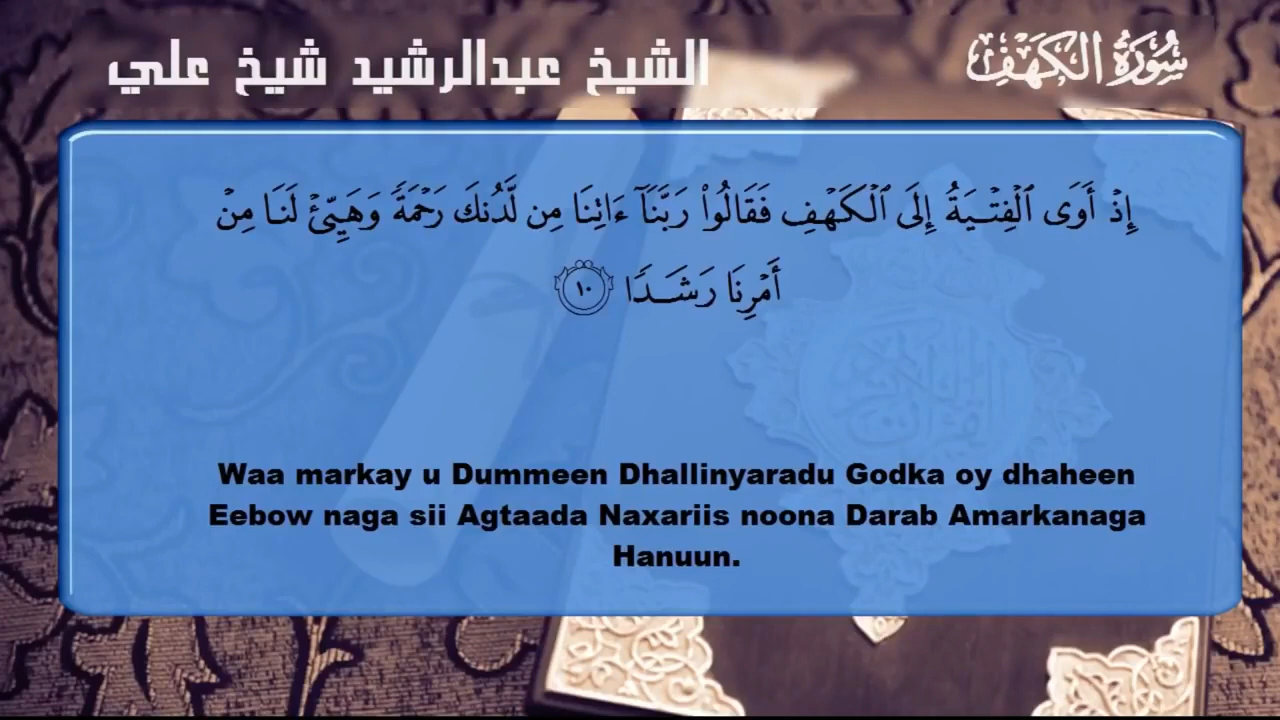 الشيخ عبدالرشيد شيخ علي
سُورَةُ الكَهْفِ
إِذْ أَوَى ٱلْفِتْيَةُ إِلَى ٱلْكَهْفِ فَقَالُوا۟ رَبَّنَآ ءَاتِنَا مِن لَّدُنكَ رَحْمَةً وَهَيِّئْ لَنَا مِنْ
أَمْرِنَا رَشَدًا ١٠
Waa markay u Dummeen Dhallinyaradu Godka oy dhaheen
Eebow naga sii Agtaada Naxariis noona Darab Amarkanaga
Hanuun.